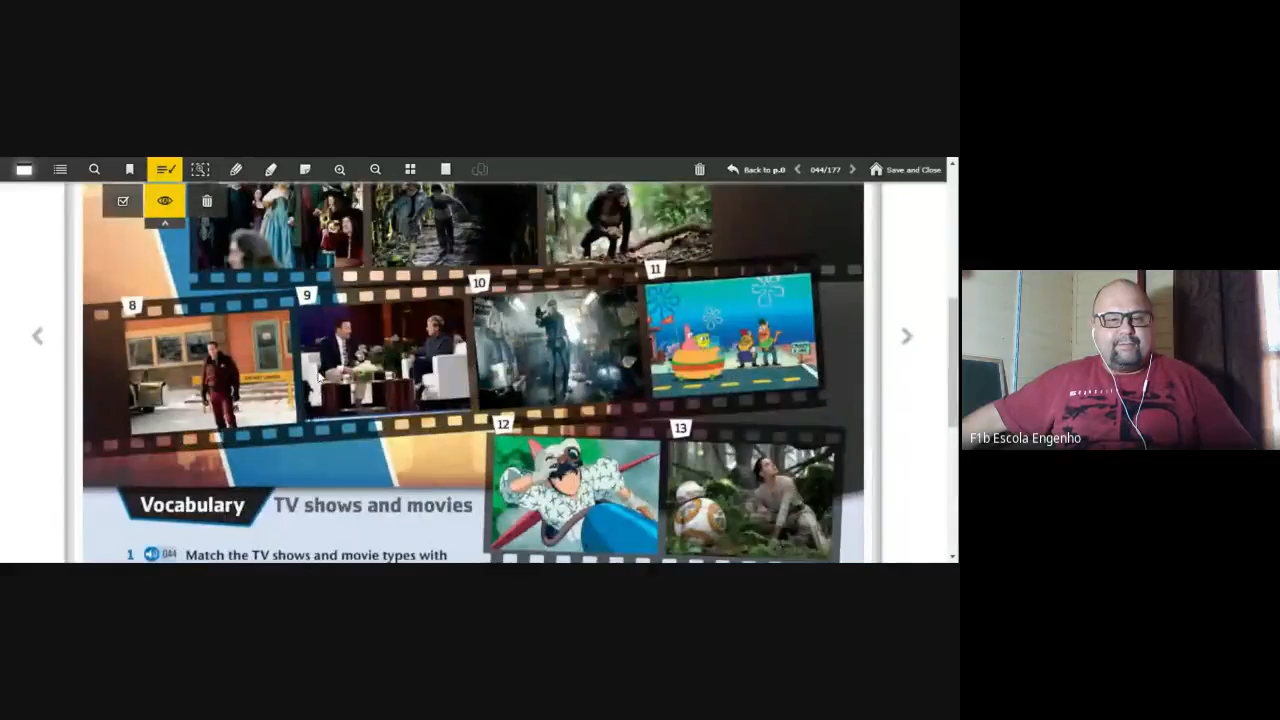 Back to p.0
044/177
Save and Close
8
9
10
11
12
13
Vocabulary TV shows and movies
1 044 Match the TV shows and movie types with
F1b Escola Engenho